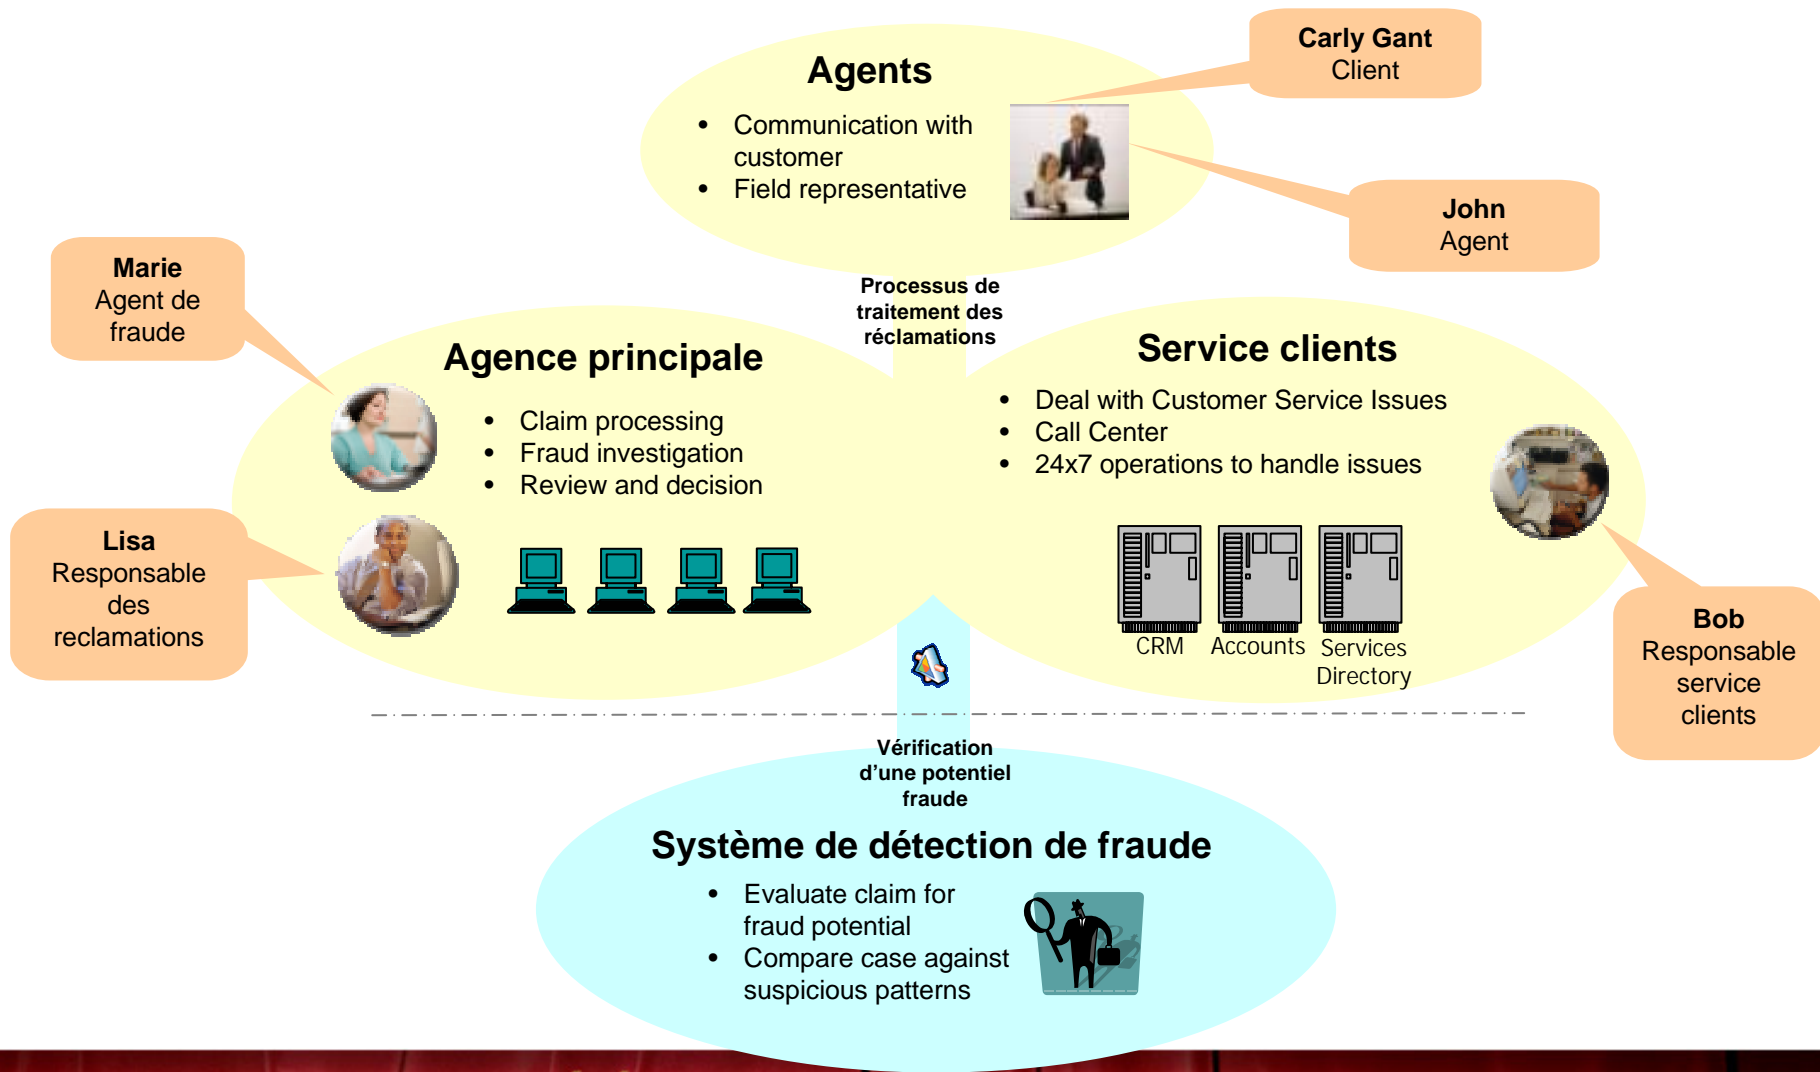 Carly Gant
Client
Agents
• Communication with
customer
• Field representative
John
Agent
Marie
Agent de
fraude
Processus de
traitement des
réclamations
Agence principale
• Claim processing
• Fraud investigation
• Review and decision
Service clients
• Deal with Customer Service Issues
• Call Center
• 24x7 operations to handle issues
Lisa
Responsable
des
reclamations
CRM
Accounts
Services
Directory
Bob
Responsable
service
clients
Vérification
d'une potentiel
fraude
Système de détection de fraude
• Evaluate claim for
fraud potential
• Compare case against
suspicious patterns